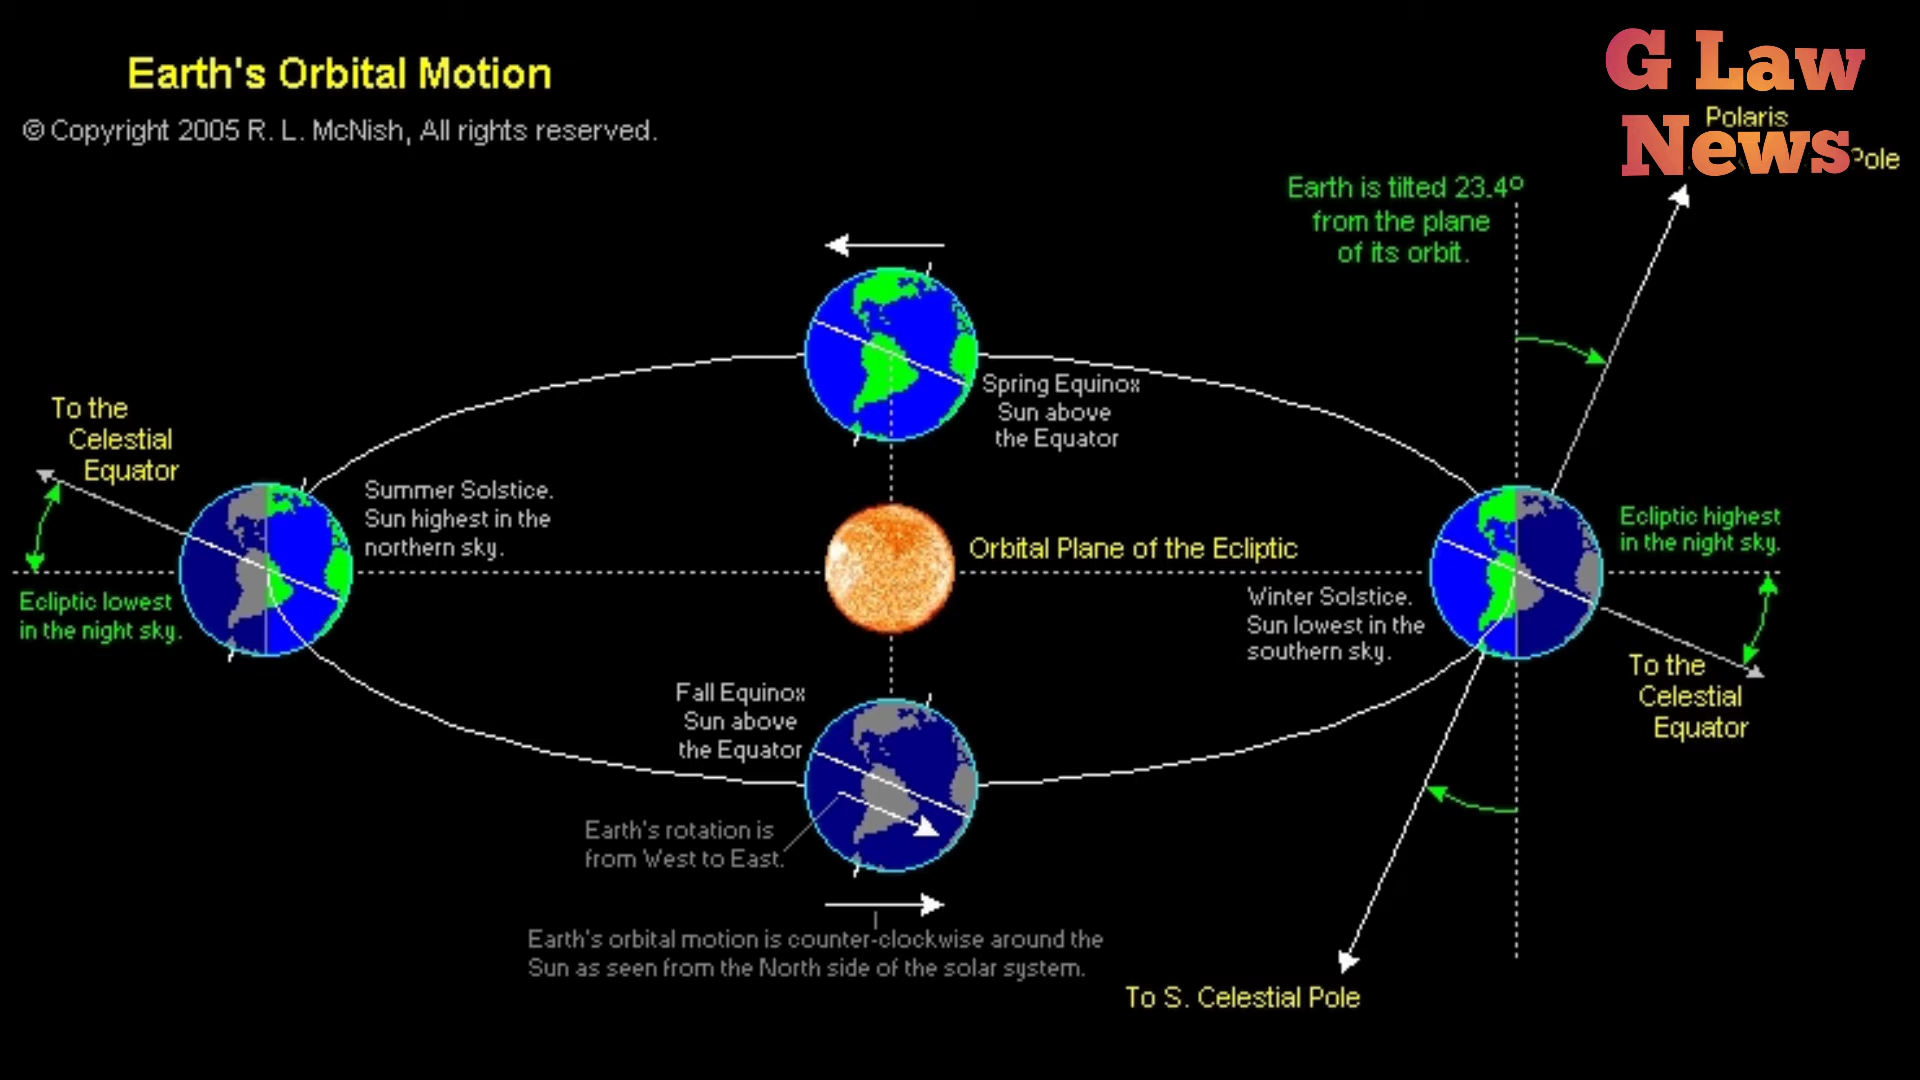 Earth's Orbital Motion
© Copyright 2005 R. L. McNish, All rights reserved.
G Law
News
Polaris
Pole
Earth is tilted 23.4º
from the plane
of its orbit.
Spring Equinox
Sun above
the Equator
To the
Celestial
Equator
Summer Solstice.
Sun highest in the
northern sky.
Ecliptic lowest
in the night sky.
Orbital Plane of the Ecliptic
Ecliptic highest
in the night sky.
Winter Solstice.
Sun lowest in the
southern sky.
To the
Celestial
Equator
Fall Equinox
Sun above
the Equator
Earth's rotation is
from West to East.
Earth's orbital motion is counter-clockwise around the
Sun as seen from the North side of the solar system.
To S. Celestial Pole